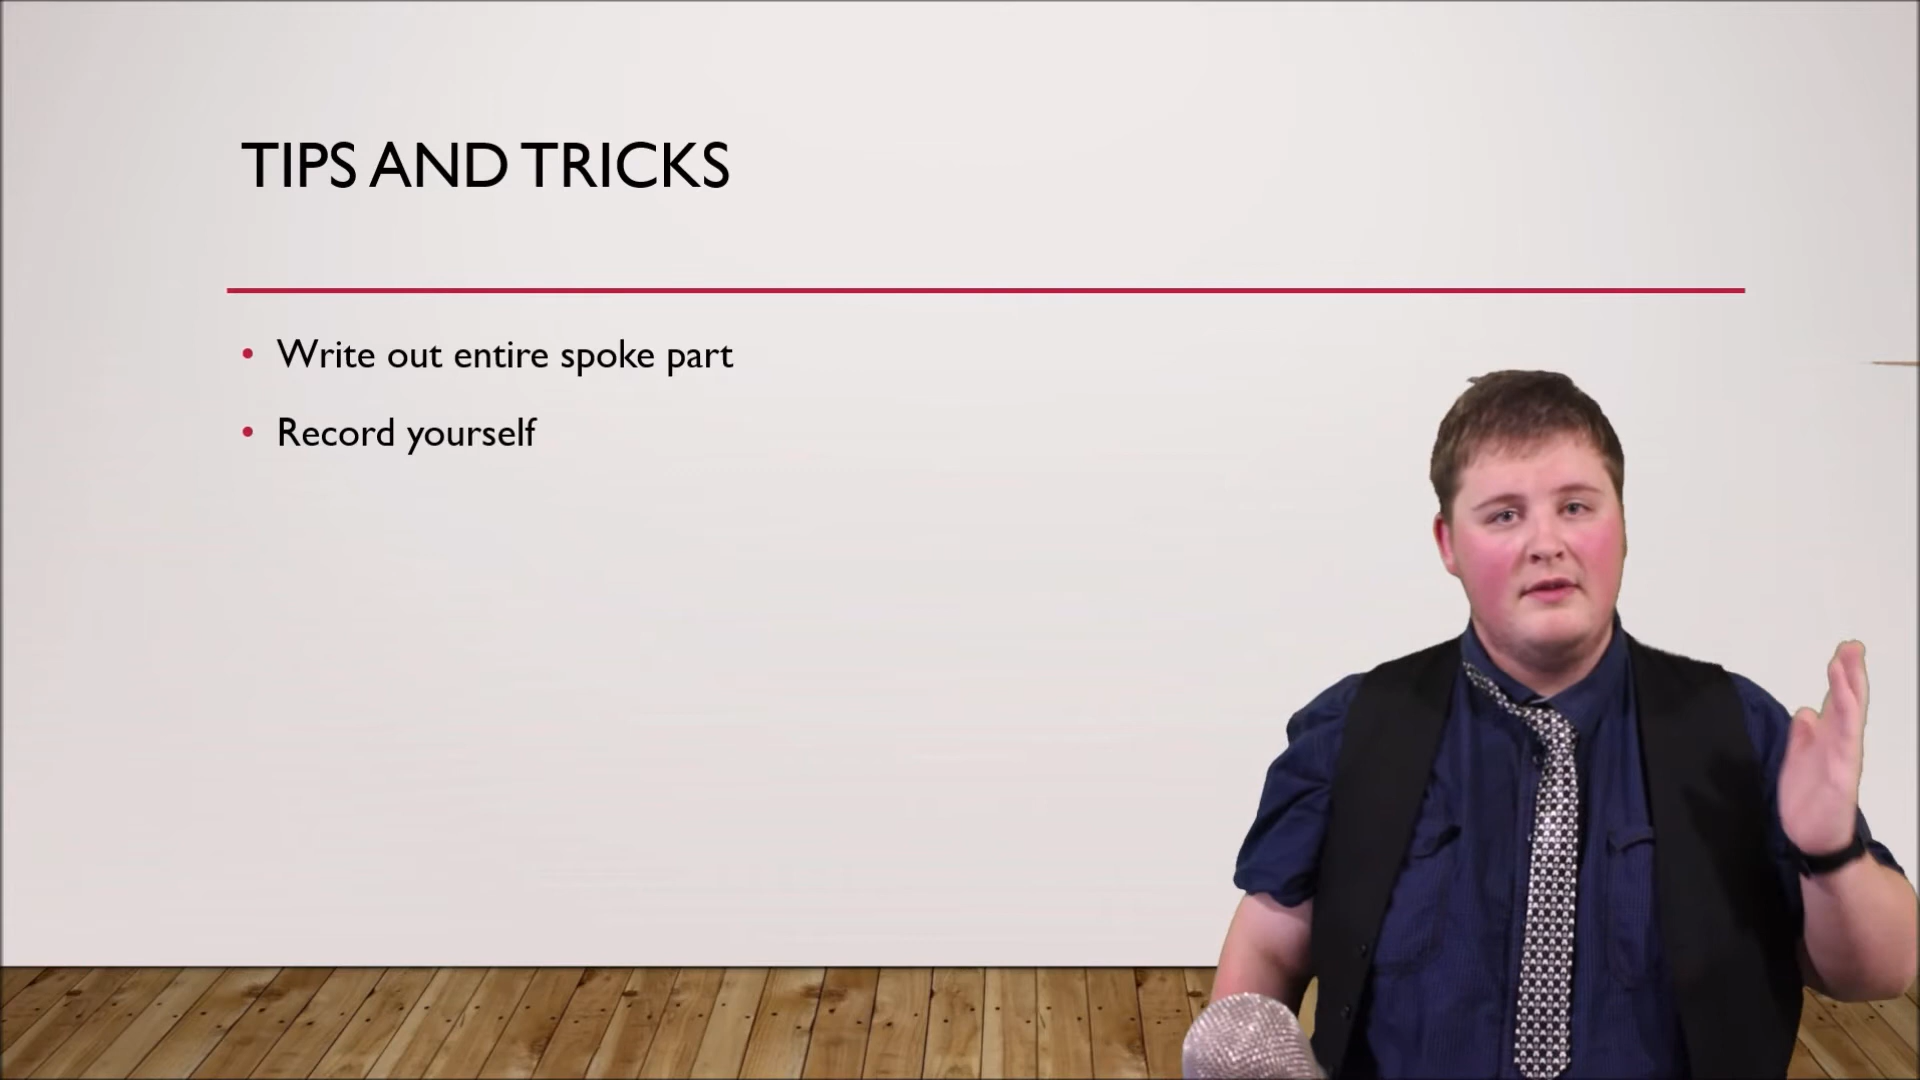 TIPS AND TRICKS
• Write out entire spoke part
• Record yourself